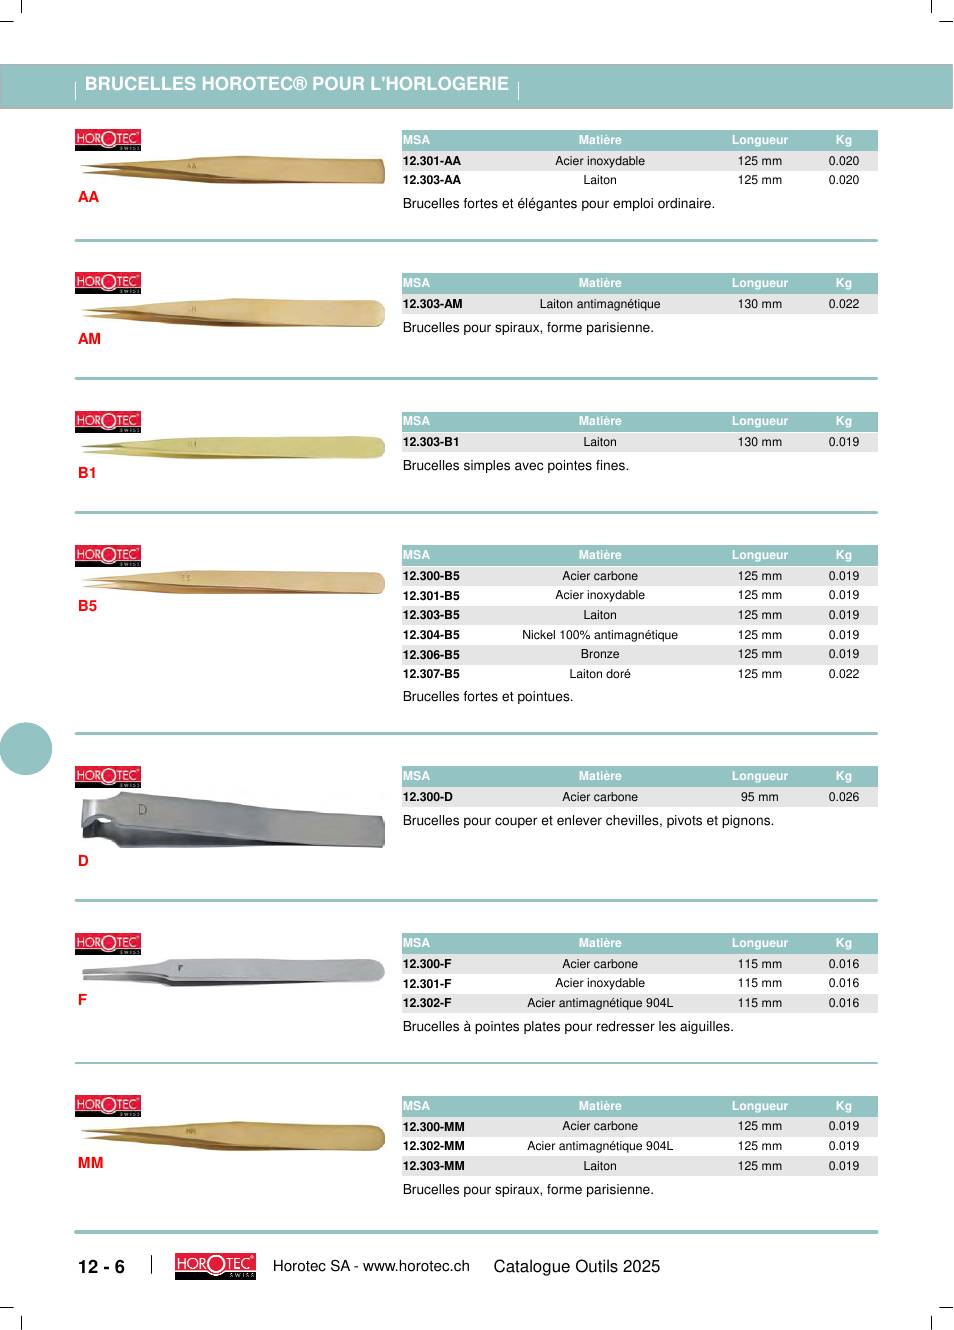 BRUCELLES HOROTEC® POUR L'HORLOGERIE
HOROTEC®
SWISS
AA
AA
MSA Matière Longueur Kg
12.301-AA Acier inoxydable 125 mm 0.020
12.303-AA Laiton 125 mm 0.020
Brucelles fortes et élégantes pour emploi ordinaire.
HOROTEC®
SWISS
AM
MSA Matière Longueur Kg
12.303-AM Laiton antimagnétique 130 mm 0.022
Brucelles pour spiraux, forme parisienne.
HOROTEC®
SWISS
B1
MSA Matière Longueur Kg
12.303-B1 Laiton 130 mm 0.019
Brucelles simples avec pointes fines.
HOROTEC®
SWISS
B5
MSA Matière Longueur Kg
12.300-B5 Acier carbone 125 mm 0.019
12.301-B5 Acier inoxydable 125 mm 0.019
12.303-B5 Laiton 125 mm 0.019
12.304-B5 Nickel 100% antimagnétique 125 mm 0.019
12.306-B5 Bronze 125 mm 0.019
12.307-B5 Laiton doré 125 mm 0.022
Brucelles fortes et pointues.
HOROTEC®
SWISS
D
D
MSA Matière Longueur Kg
12.300-D Acier carbone 95 mm 0.026
Brucelles pour couper et enlever chevilles, pivots et pignons.
HOROTEC®
SWISS
F
F
MSA Matière Longueur Kg
12.300-F Acier carbone 115 mm 0.016
12.301-F Acier inoxydable 115 mm 0.016
12.302-F Acier antimagnétique 904L 115 mm 0.016
Brucelles à pointes plates pour redresser les aiguilles.
HOROTEC®
SWISS
MM
MM
MSA Matière Longueur Kg
12.300-MM Acier carbone 125 mm 0.019
12.302-MM Acier antimagnétique 904L 125 mm 0.019
12.303-MM Laiton 125 mm 0.019
Brucelles pour spiraux, forme parisienne.
12 - 6 HOROTEC® SWISS Horotec SA - www.horotec.ch Catalogue Outils 2025